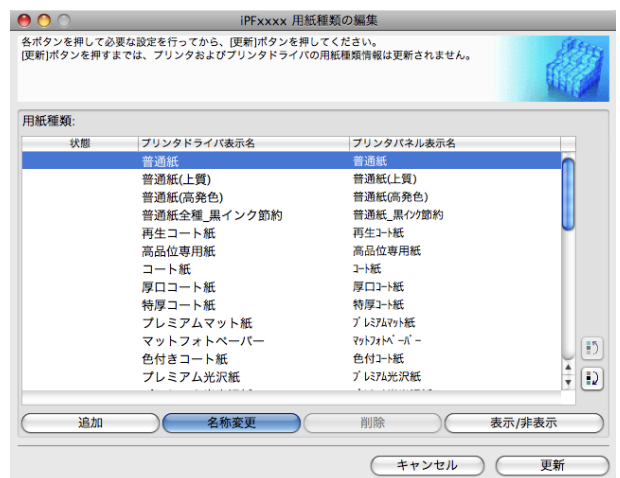 iPFxxxx 用紙種類の編集
各ボタンを押して必要な設定を行ってから、[更新]ボタンを押してください。
[更新]ボタンを押すまでは、プリンタおよびプリンタドライバの用紙種類情報は更新されません。
用紙種類:
状態 プリンタドライバ表示名 プリンタパネル表示名
普通紙 普通紙
普通紙(上質) 普通紙(上質)
普通紙(高発色) 普通紙(高発色)
普通紙全種_黒インク節約 普通紙_黒ｲﾝｸ節約
再生コート紙 再生ｺｰﾄ紙
高品位専用紙 高品位専用紙
コート紙 ｺｰﾄ紙
厚口コート紙 厚口ｺｰﾄ紙
特厚コート紙 特厚ｺｰﾄ紙
プレミアムマット紙 ﾌﾟﾚﾐｱﾑﾏｯﾄ紙
マットフォトペーパー ﾏｯﾄﾌｫﾄﾍﾟｰﾊﾟｰ
色付きコート紙 色付ｺｰﾄ紙
プレミアム光沢紙 ﾌﾟﾚﾐｱﾑ光沢紙
追加 名称変更 削除 表示/非表示
キャンセル 更新